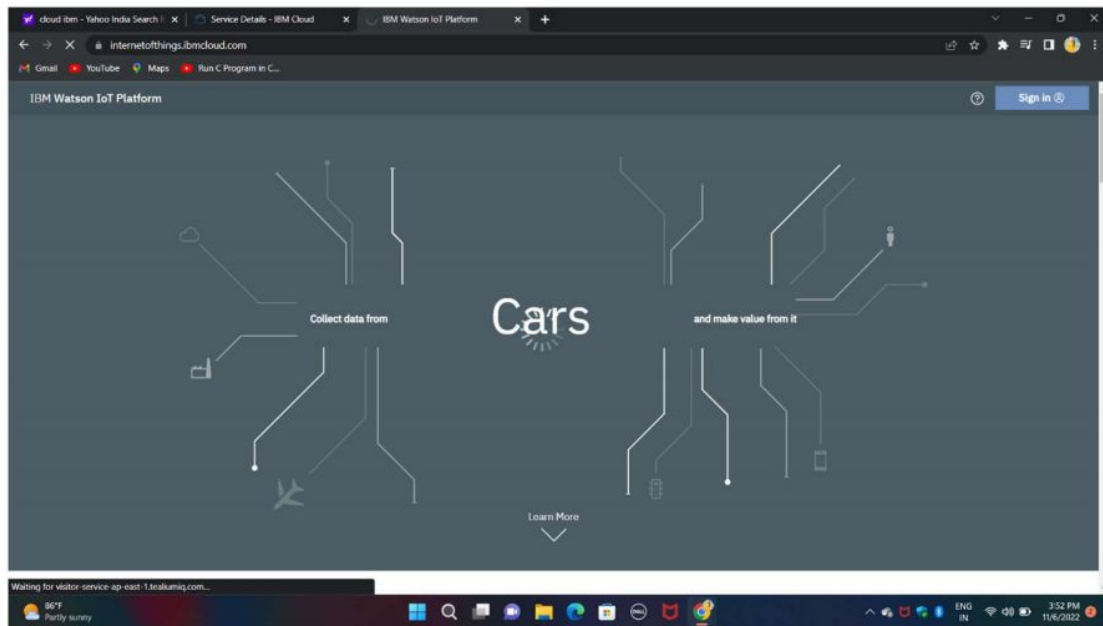 cloud ibm - Yahoo India Search
Service Details - IBM Cloud
IBM Watson IoT Platform
internetofthings.ibmcloud.com
Gmail
YouTube
Maps
Run C Program in C...
IBM Watson IoT Platform
Sign in
Collect data from
Cars
and make value from it
Learn More
Waiting for visitor-service-ap-east-1.tealiumiq.com...
86°F
Partly sunny
ENG
IN
3:52 PM
11/6/2022